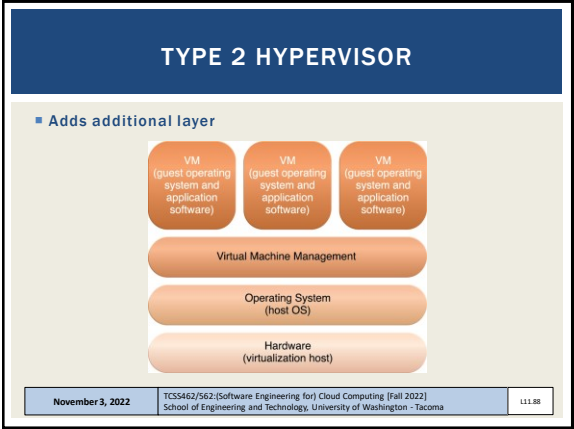 TYPE 2 HYPERVISOR
Adds additional layer
VM
(guest operating
system and
application
software)
VM
(guest operating
system and
application
software)
VM
(guest operating
system and
application
software)
Virtual Machine Management
Operating System
(host OS)
Hardware
(virtualization host)
November 3, 2022
TCSS462/562:(Software Engineering for) Cloud Computing [Fall 2022]
School of Engineering and Technology, University of Washington - Tacoma
L11.88